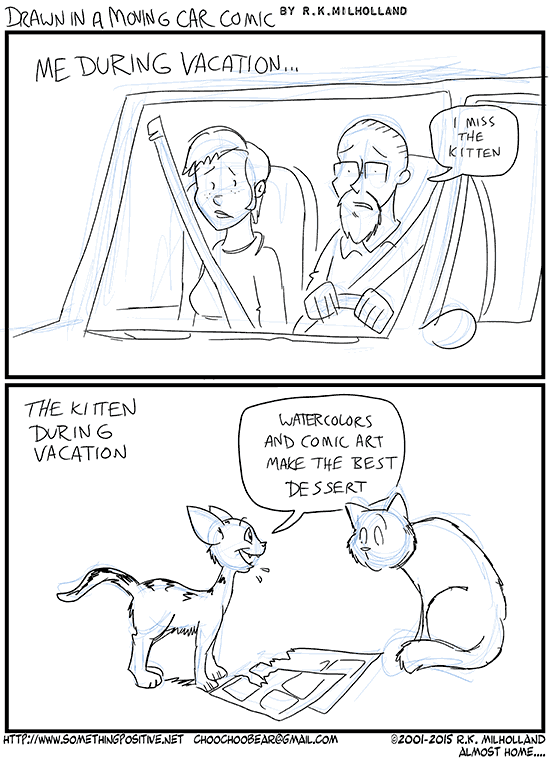 DRAWN IN A MOVING CAR COMIC BY R.K.MILHOLLAND
ME DURING VACATION...
I MISS
THE
KITTEN
THE KITTEN
DURING
VACATION
WATERCOLORS
AND COMIC ART
MAKE THE BEST
DESSERT
HTTP://WWW.SOMETHINGPOSITIVE.NET CHOOCHOOBEAR@GMAIL.COM ©2001-2015 R.K. MILHOLLAND
ALMOST HOME....